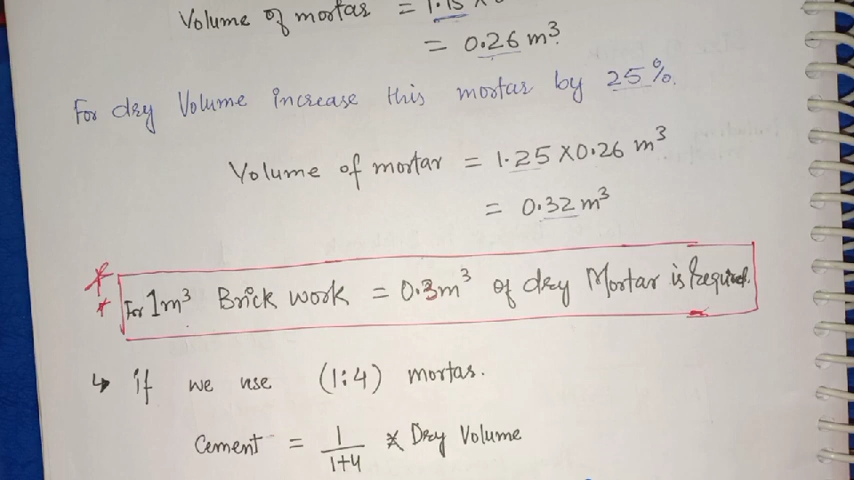 Volume of mortar = 1.15 x
= 0.26 m³.
For dry Volume increase this mortar by 25%.
Volume of mortar = 1.25 X 0.26 m³
= 0.32 m³
* * For 1m³ Brick work = 0.3m³ of dry Mortar is Required.
↳ if we use (1:4) mortar.
Cement = 1/(1+4) x Dry Volume